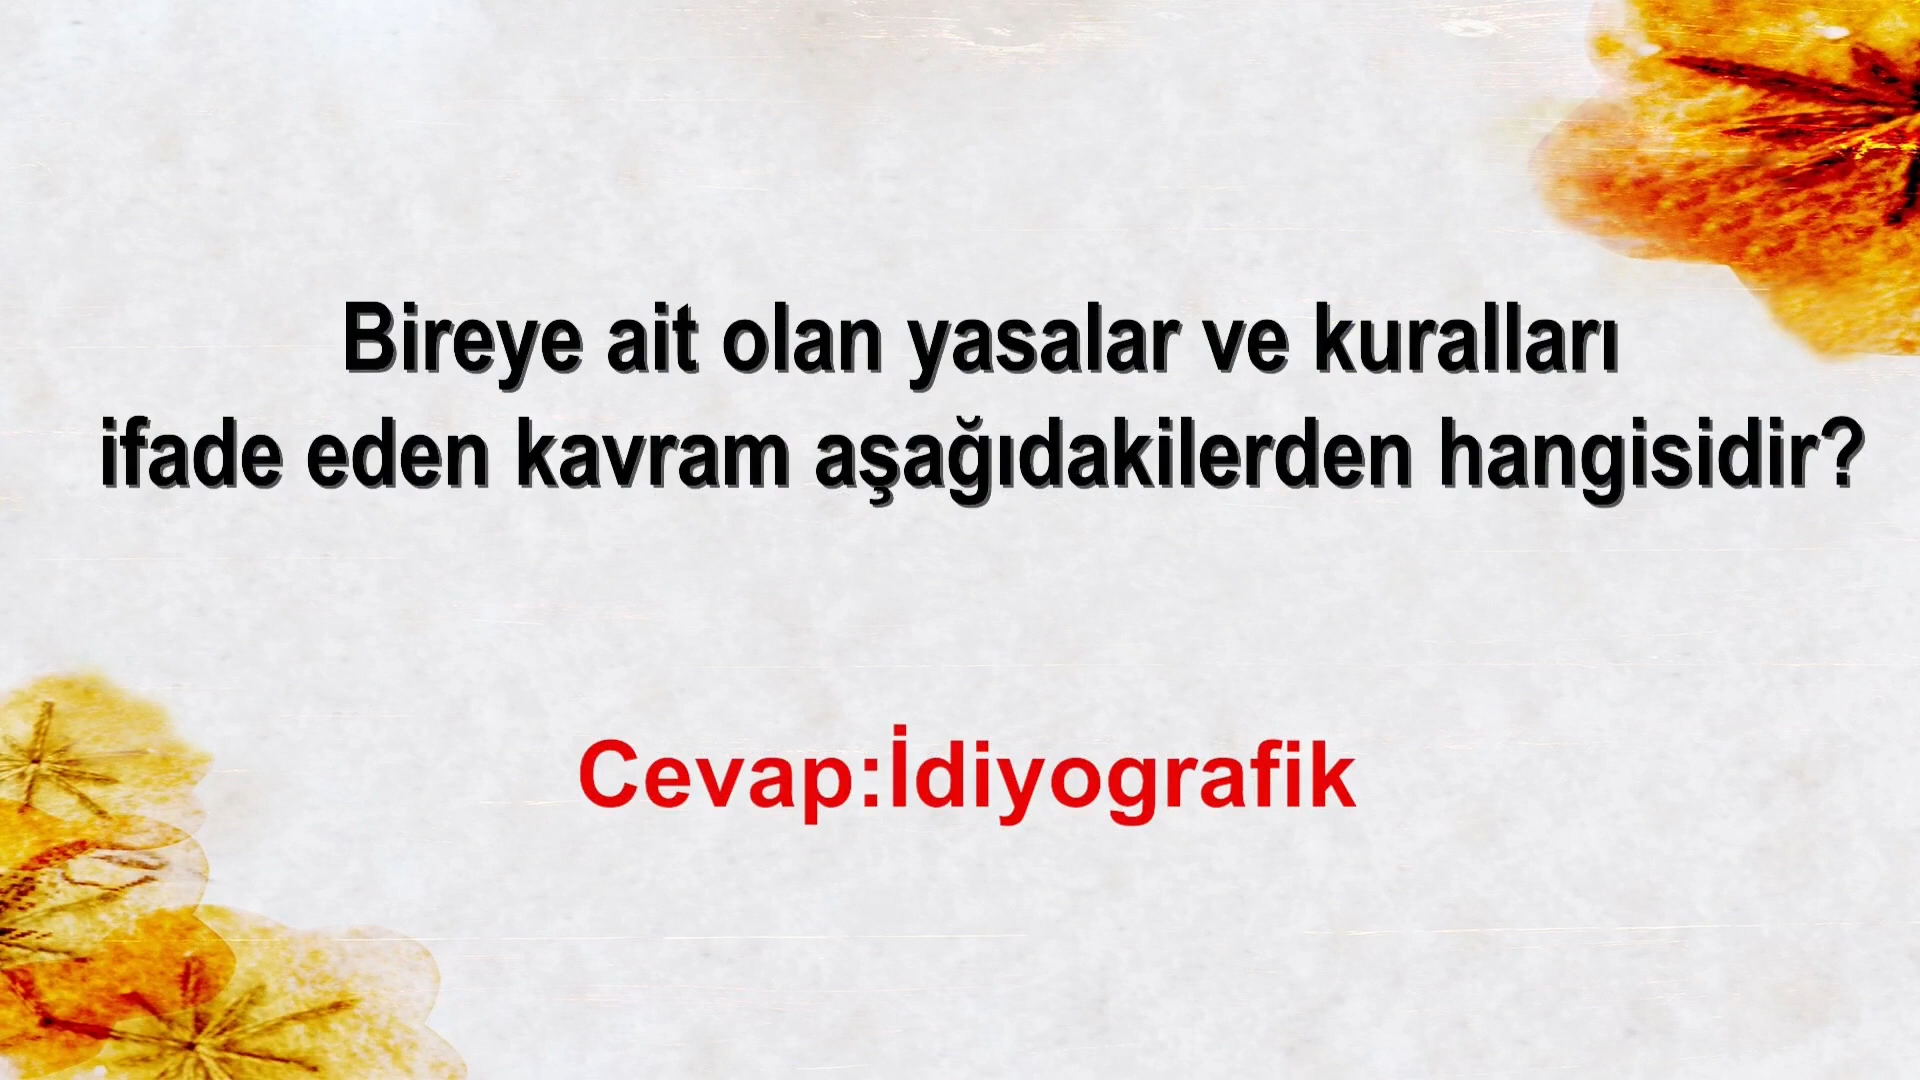 Bireye ait olan yasalar ve kuralları
ifade eden kavram aşağıdakilerden hangisidir?
Cevap:İdiyografik